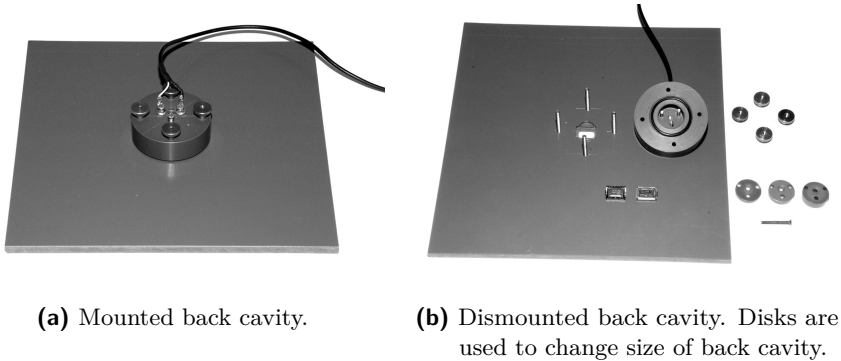 (a) Mounted back cavity.
(b) Dismounted back cavity. Disks are
used to change size of back cavity.